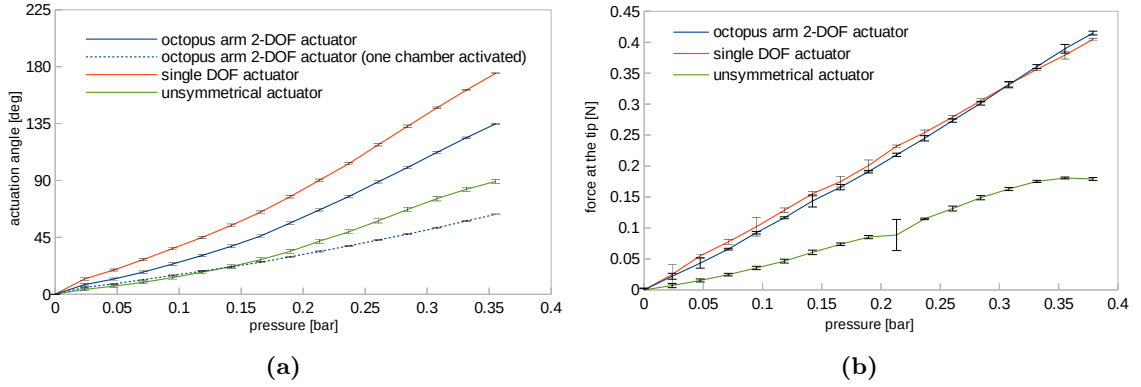 225
180
135
90
45
0
actuation angle [deg]
octopus arm 2-DOF actuator
octopus arm 2-DOF actuator (one chamber activated)
single DOF actuator
unsymmetrical actuator
0 0.05 0.1 0.15 0.2 0.25 0.3 0.35 0.4
pressure [bar]
(a)
0.45
0.4
0.35
0.3
0.25
0.2
0.15
0.1
0.05
0
force at the tip [N]
octopus arm 2-DOF actuator
single DOF actuator
unsymmetrical actuator
0 0.05 0.1 0.15 0.2 0.25 0.3 0.35 0.4
pressure [bar]
(b)